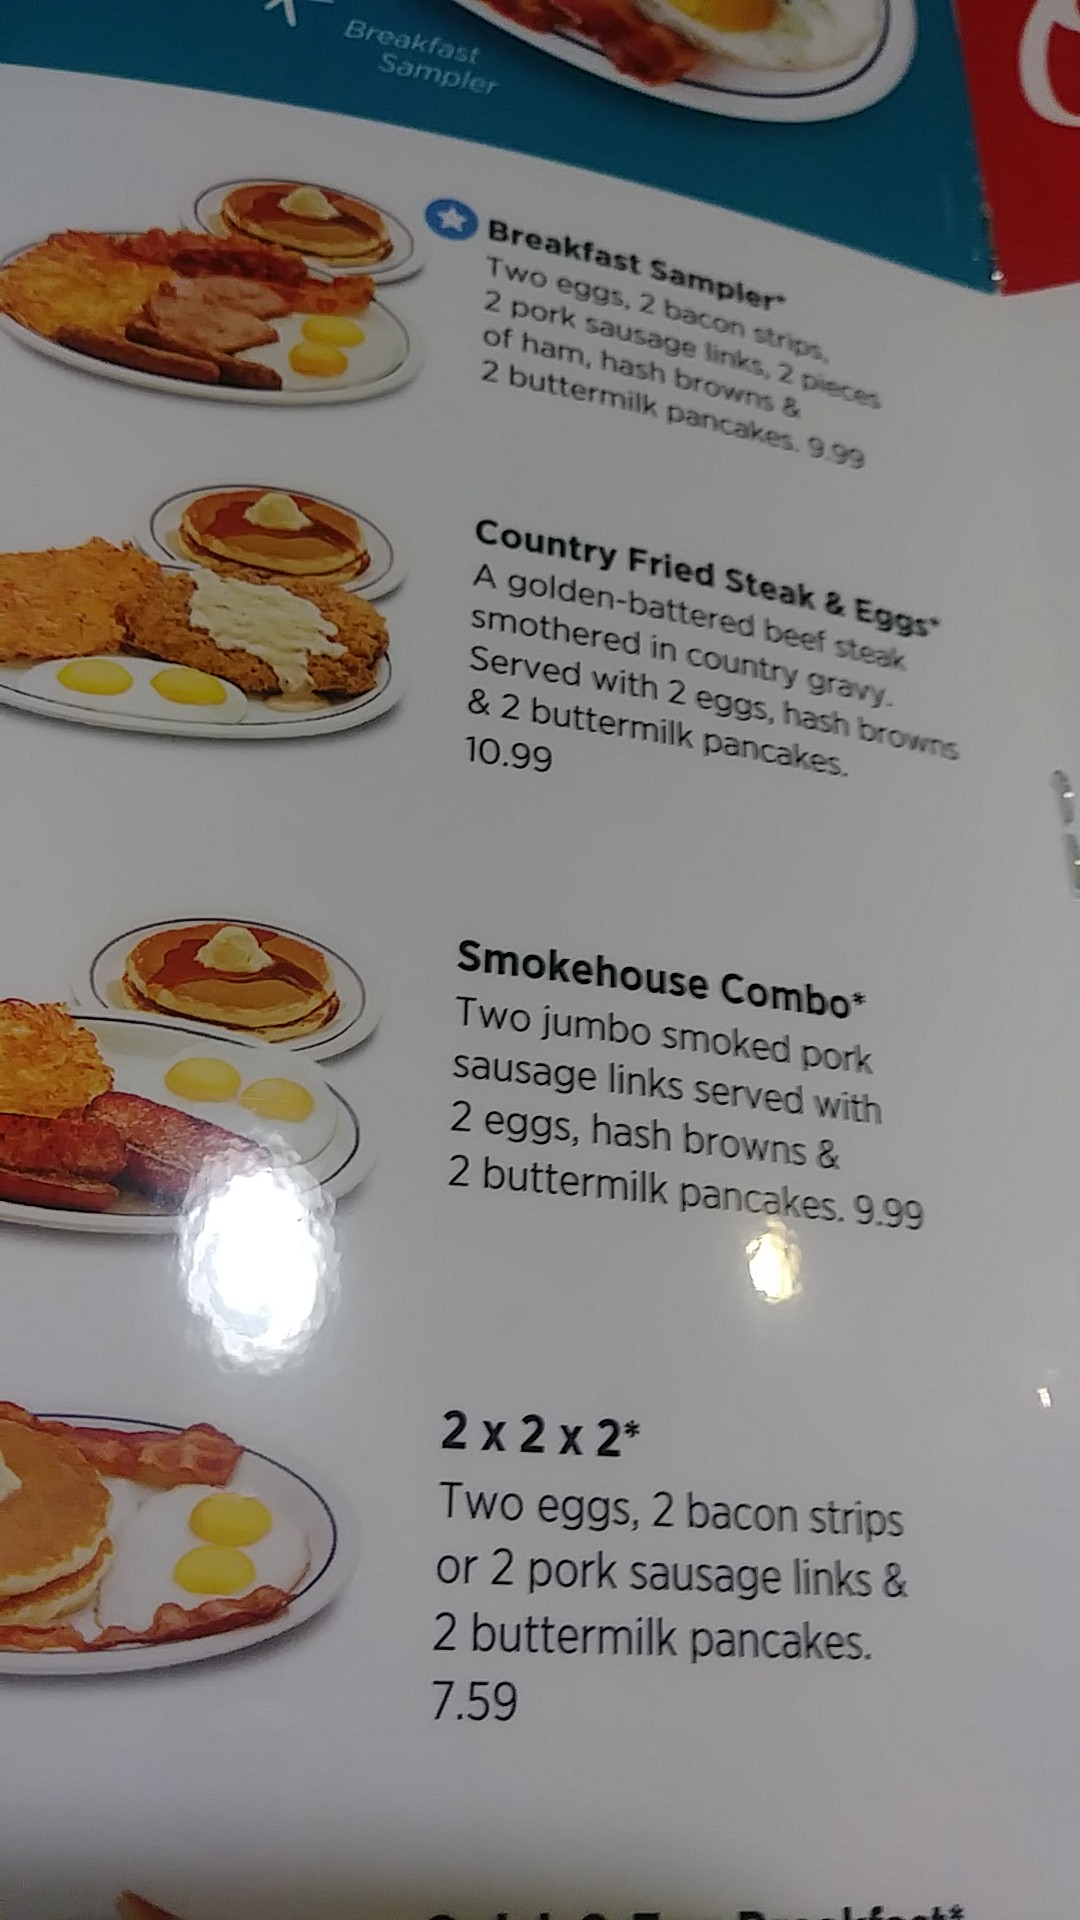 Breakfast
Sampler
Breakfast Sampler*
Two eggs, 2 bacon strips,
2 pork sausage links, 2 pieces
of ham, hash browns &
2 buttermilk pancakes. 9.99
Country Fried Steak & Eggs*
A golden-battered beef steak
smothered in country gravy.
Served with 2 eggs, hash browns
& 2 buttermilk pancakes.
10.99
Smokehouse Combo*
Two jumbo smoked pork
sausage links served with
2 eggs, hash browns &
2 buttermilk pancakes. 9.99
2 x 2 x 2*
Two eggs, 2 bacon strips
or 2 pork sausage links &
2 buttermilk pancakes.
7.59
Breakfast*